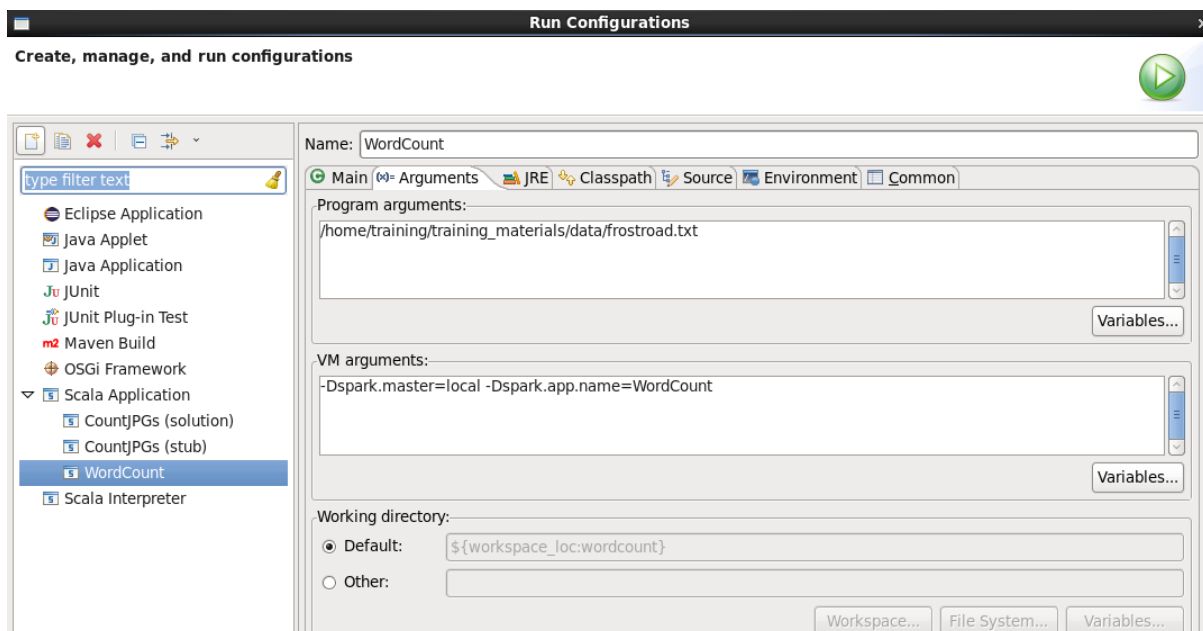 Run Configurations
Create, manage, and run configurations
Name: WordCount
type filter text
Eclipse Application
Java Applet
Java Application
Ju JUnit
Jü JUnit Plug-in Test
m2 Maven Build
OSGi Framework
Scala Application
CountJPGs (solution)
CountJPGs (stub)
WordCount
Scala Interpreter
Main (x)= Arguments JRE Classpath Source Environment Common
Program arguments:
/home/training/training_materials/data/frostroad.txt
Variables...
VM arguments:
-Dspark.master=local -Dspark.app.name=WordCount
Variables...
Working directory:
Default: ${workspace_loc:wordcount}
Other:
Workspace... File System... Variables...